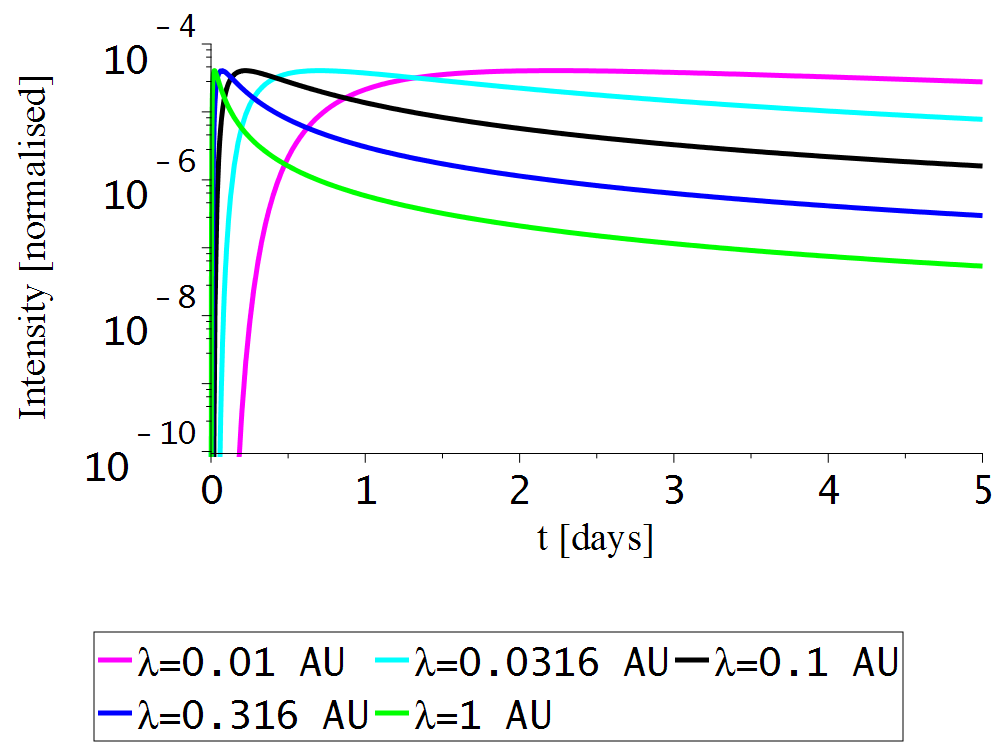 10^-4
10^-6
10^-8
10^-10
Intensity [normalised]
0 1 2 3 4 5
t [days]
λ=0.01 AU λ=0.0316 AU λ=0.1 AU
λ=0.316 AU λ=1 AU